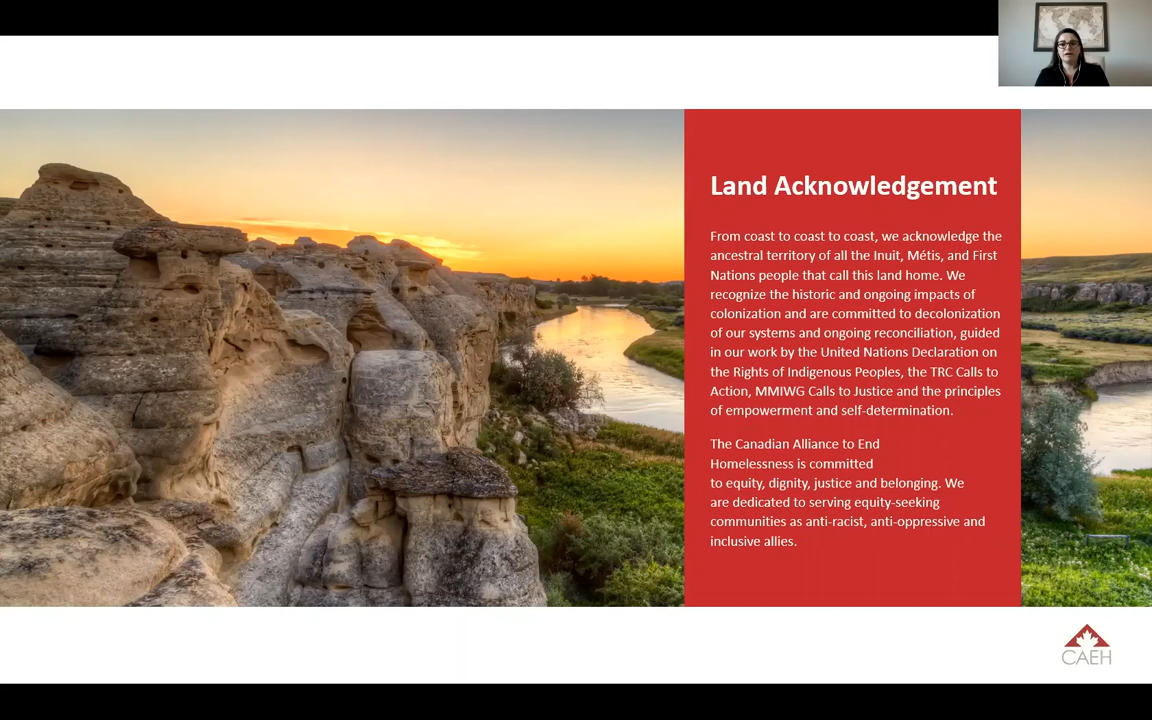 Land Acknowledgement
From coast to coast to coast, we acknowledge the
ancestral territory of all the Inuit, Métis, and First
Nations people that call this land home. We
recognize the historic and ongoing impacts of
colonization and are committed to decolonization
of our systems and ongoing reconciliation, guided
in our work by the United Nations Declaration on
the Rights of Indigenous Peoples, the TRC Calls to
Action, MMIWG Calls to Justice and the principles
of empowerment and self-determination.
The Canadian Alliance to End
Homelessness is committed
to equity, dignity, justice and belonging. We
are dedicated to serving equity-seeking
communities as anti-racist, anti-oppressive and
inclusive allies.
CAEH